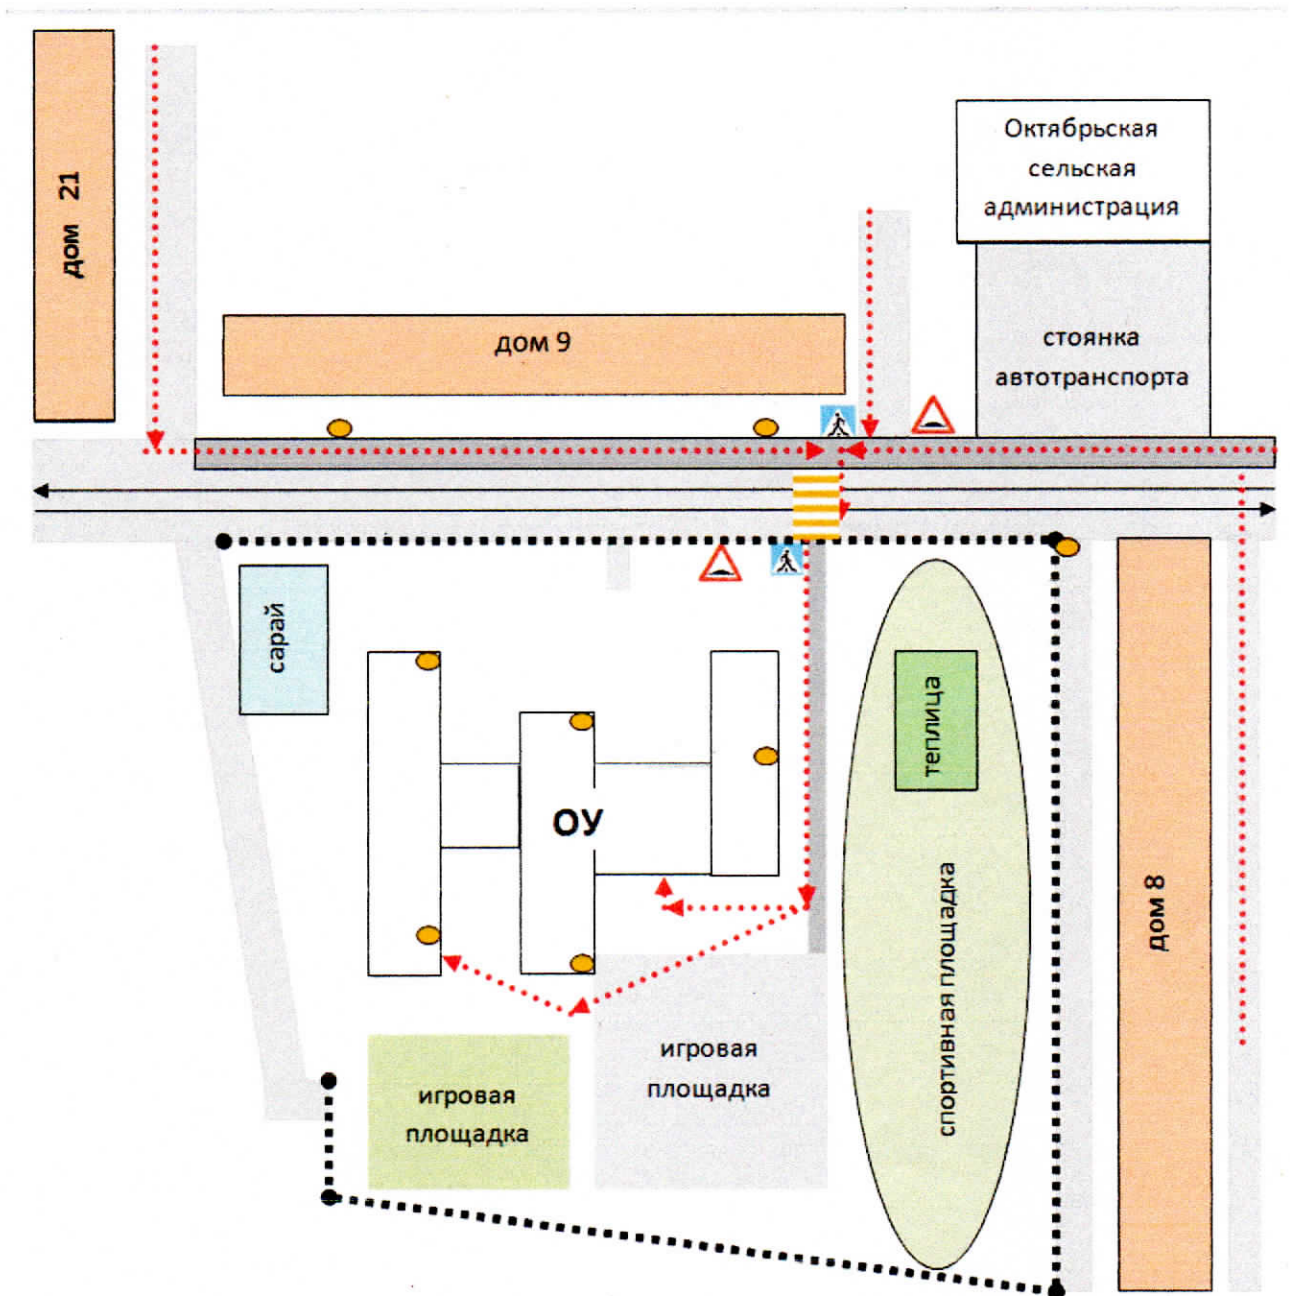 Октябрьская
сельская
администрация
дом 21
стоянка
автотранспорта
дом 9
сарай
теплица
ОУ
спортивная площадка
дом 8
игровая
площадка
игровая
площадка